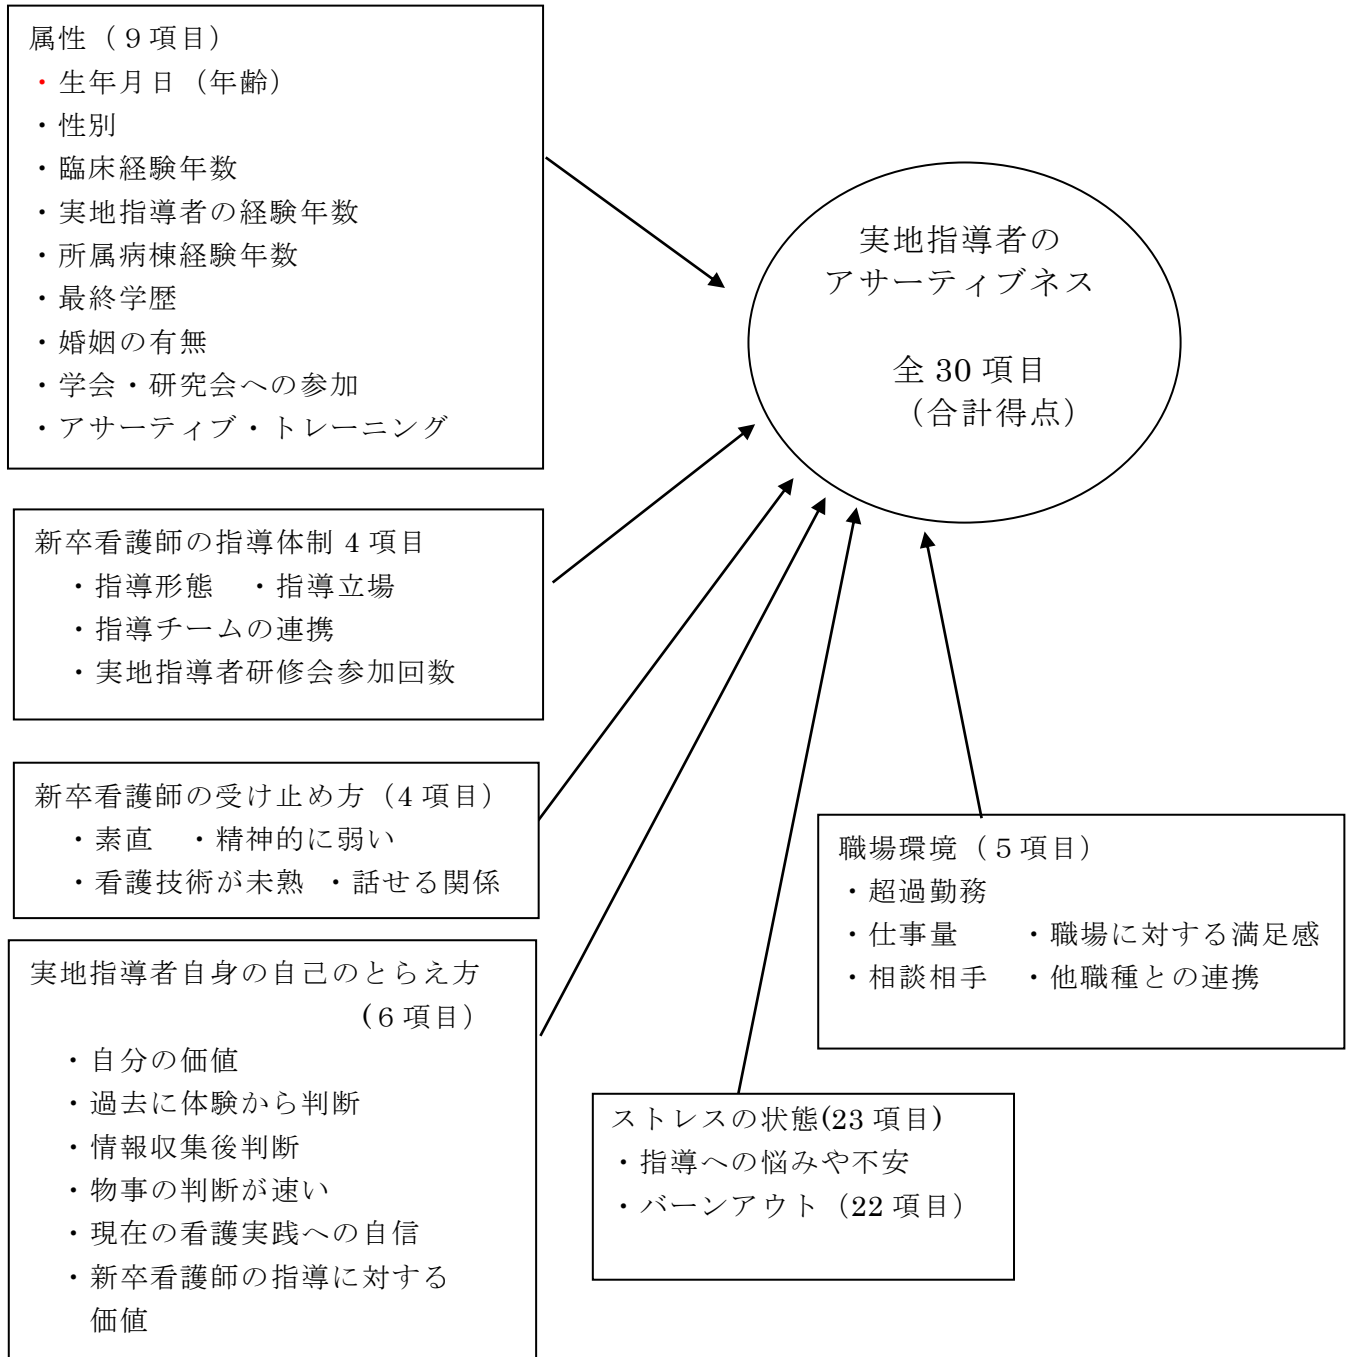 属性（９項目）
・生年月日（年齢）
・性別
・臨床経験年数
・実地指導者の経験年数
・所属病棟経験年数
・最終学歴
・婚姻の有無
・学会・研究会への参加
・アサーティブ・トレーニング
実地指導者の
アサーティブネス
全 30 項目
（合計得点）
新卒看護師の指導体制 4 項目
・指導形態　・指導立場
・指導チームの連携
・実地指導者研修会参加回数
新卒看護師の受け止め方（4 項目）
・素直　・精神的に弱い
・看護技術が未熟 ・話せる関係
実地指導者自身の自己のとらえ方
(６項目）
・自分の価値
・過去に体験から判断
・情報収集後判断
・物事の判断が速い
・現在の看護実践への自信
・新卒看護師の指導に対する
価値
ストレスの状態(23 項目)
・指導への悩みや不安
・バーンアウト（22 項目）
職場環境（５項目）
・超過勤務
・仕事量　　・職場に対する満足感
・相談相手　・他職種との連携